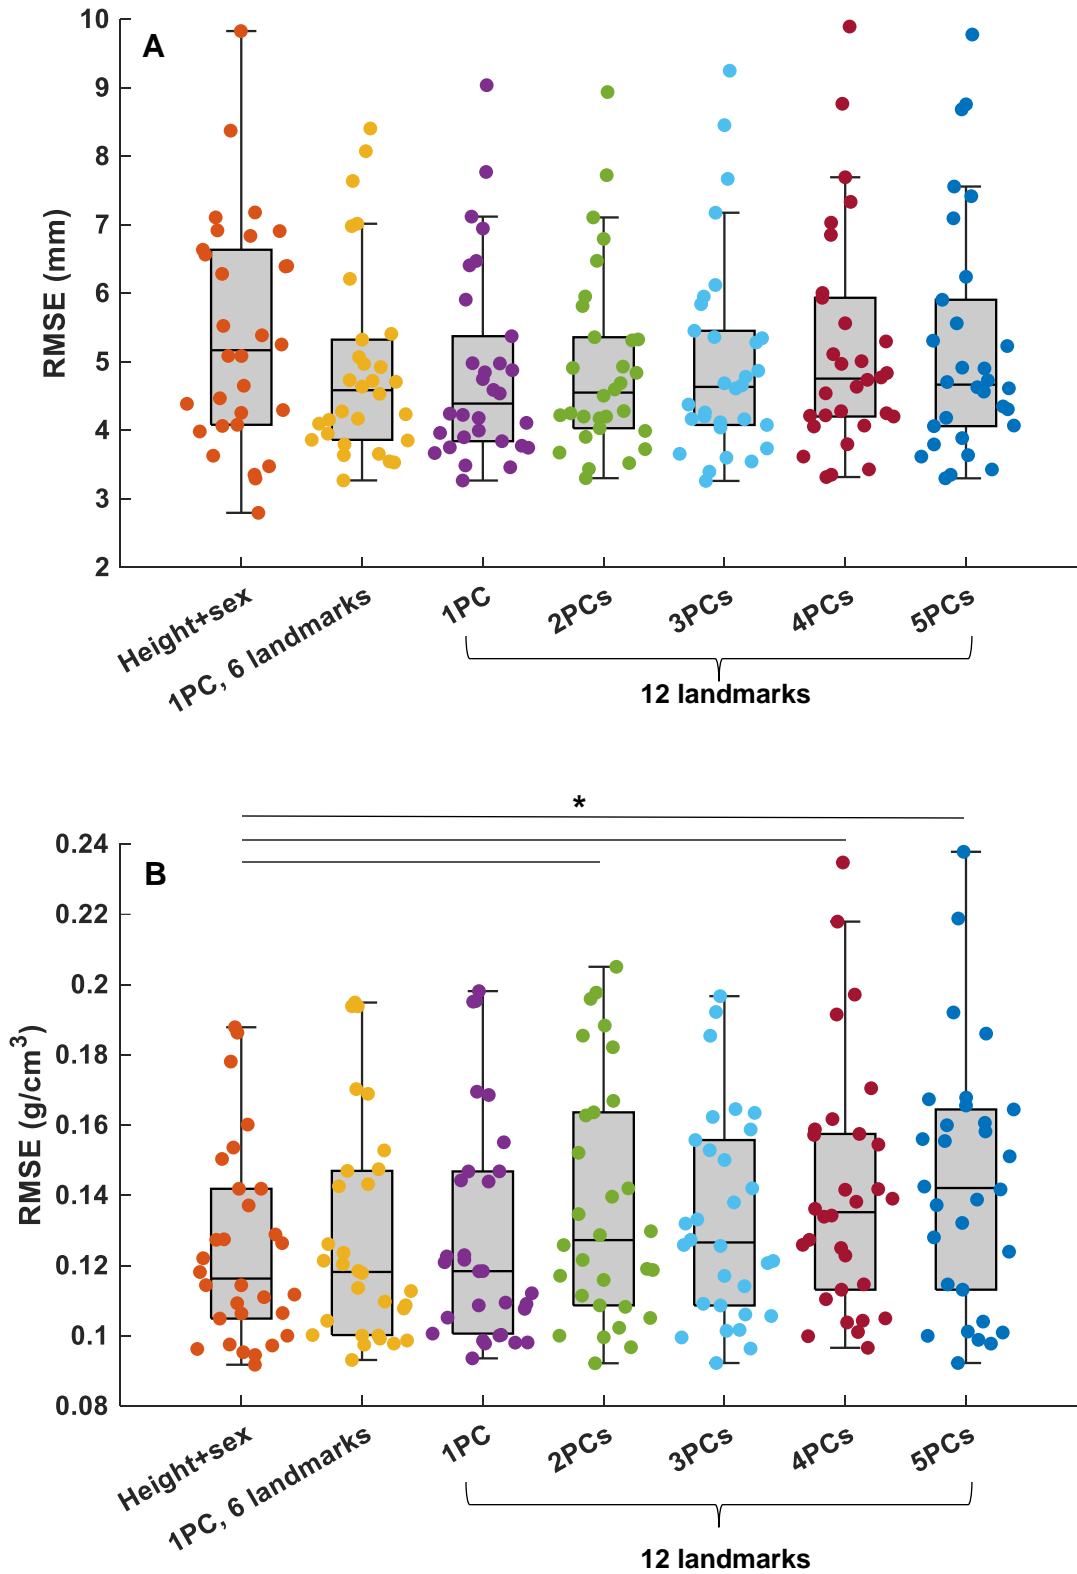 A
10
9
8
7
6
5
4
3
2
RMSE (mm)
Height+sex
1PC, 6 landmarks
1PC
2PCs
3PCs
4PCs
5PCs
12 landmarks
*
B
0.24
0.22
0.2
0.18
0.16
0.14
0.12
0.1
0.08
RMSE (g/cm³)
Height+sex
1PC, 6 landmarks
1PC
2PCs
3PCs
4PCs
5PCs
12 landmarks